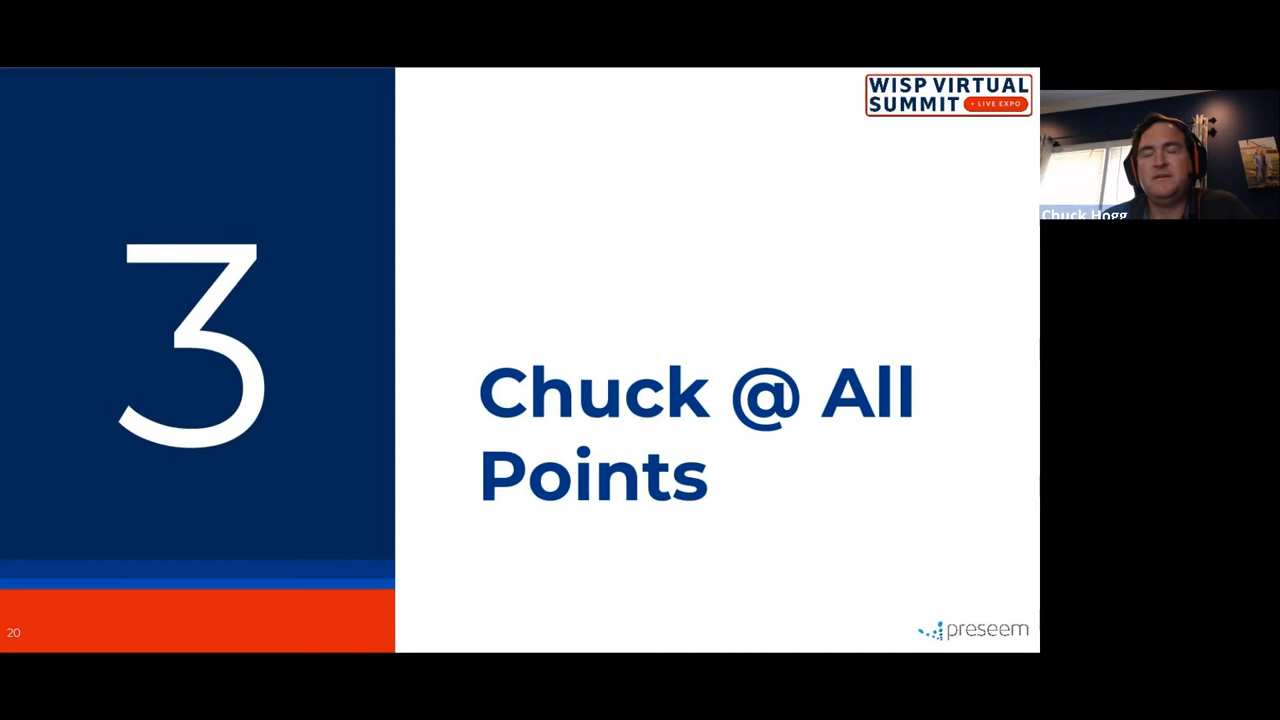 WISP VIRTUAL
SUMMIT + LIVE EXPO
3
Chuck @ All
Points
20
preseem
Chuck Hogg